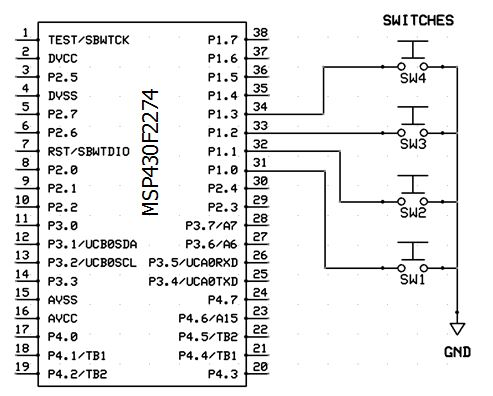 SWITCHES
1 TEST/SBWTCK P1.7 38
2 DVCC P1.6 37
3 P2.5 P1.5 36
4 DVSS P1.4 35
5 P2.7 P1.3 34
6 P2.6 P1.2 33
7 RST/SBWTDIO P1.1 32
8 P2.0 P1.0 31
9 P2.1 P2.4 30
10 P2.2 P2.3 29
11 P3.0 P3.7/A7 28
12 P3.1/UCB0SDA P3.6/A6 27
13 P3.2/UCB0SCL P3.5/UCA0RXD 26
14 P3.3 P3.4/UCA0TXD 25
15 AVSS P4.7 24
16 AVCC P4.6/A15 23
17 P4.0 P4.5/TB2 22
18 P4.1/TB1 P4.4/TB1 21
19 P4.2/TB2 P4.3 20
MSP430F2274
SW4
SW3
SW2
SW1
GND